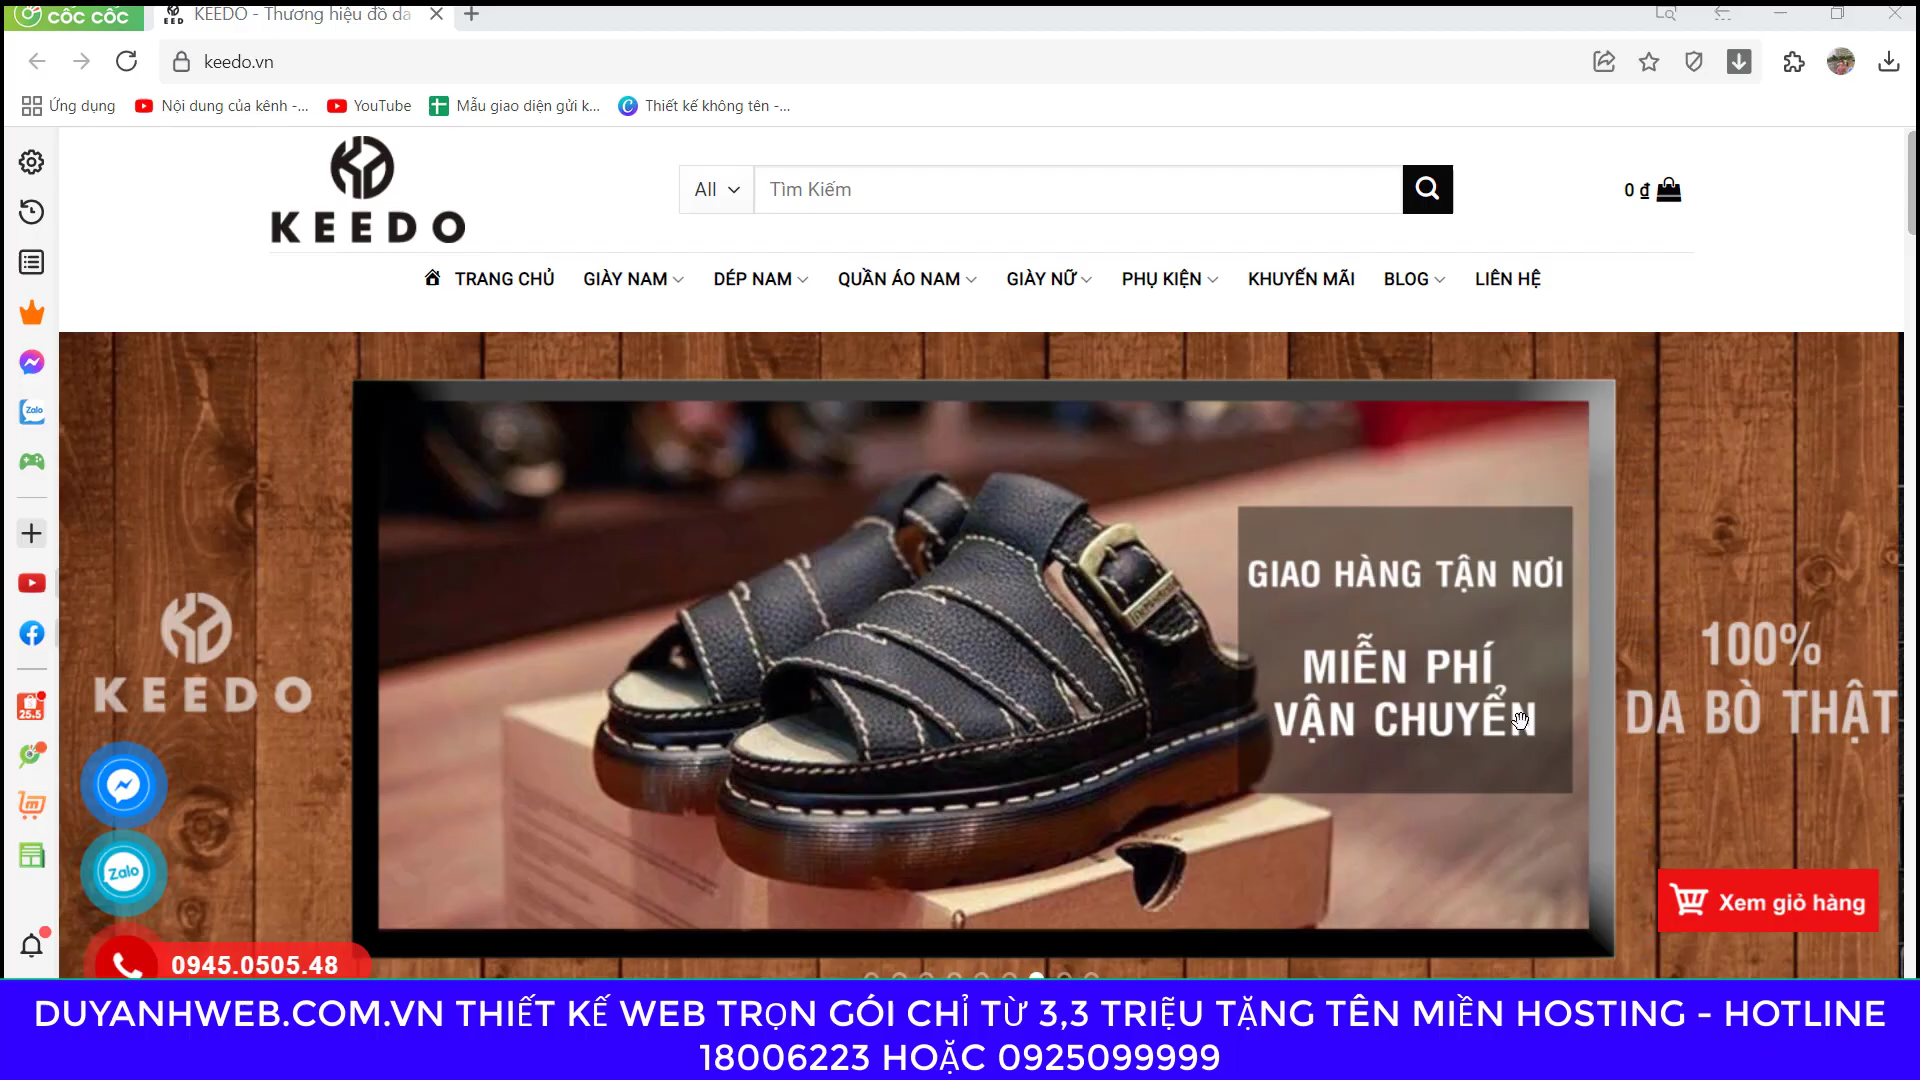 cốc cốc
KEEDO - Thương hiệu đồ da
keedo.vn
Ứng dụng
Nội dung của kênh -...
YouTube
Mẫu giao diện gửi k...
Thiết kế không tên -...
KEEDO
All
Tìm Kiếm
0 ₫
TRANG CHỦ
GIÀY NAM
DÉP NAM
QUẦN ÁO NAM
GIÀY NỮ
PHỤ KIỆN
KHUYẾN MÃI
BLOG
LIÊN HỆ
Zalo
GIAO HÀNG TẬN NƠI
MIỄN PHÍ
VẬN CHUYỂN
KEEDO
100%
DA BÒ THẬT
25.5
Zalo
Xem giỏ hàng
0945.0505.48
DUYANHWEB.COM.VN THIẾT KẾ WEB TRỌN GÓI CHỈ TỪ 3,3 TRIỆU TẶNG TÊN MIỀN HOSTING - HOTLINE
18006223 HOẶC 0925099999